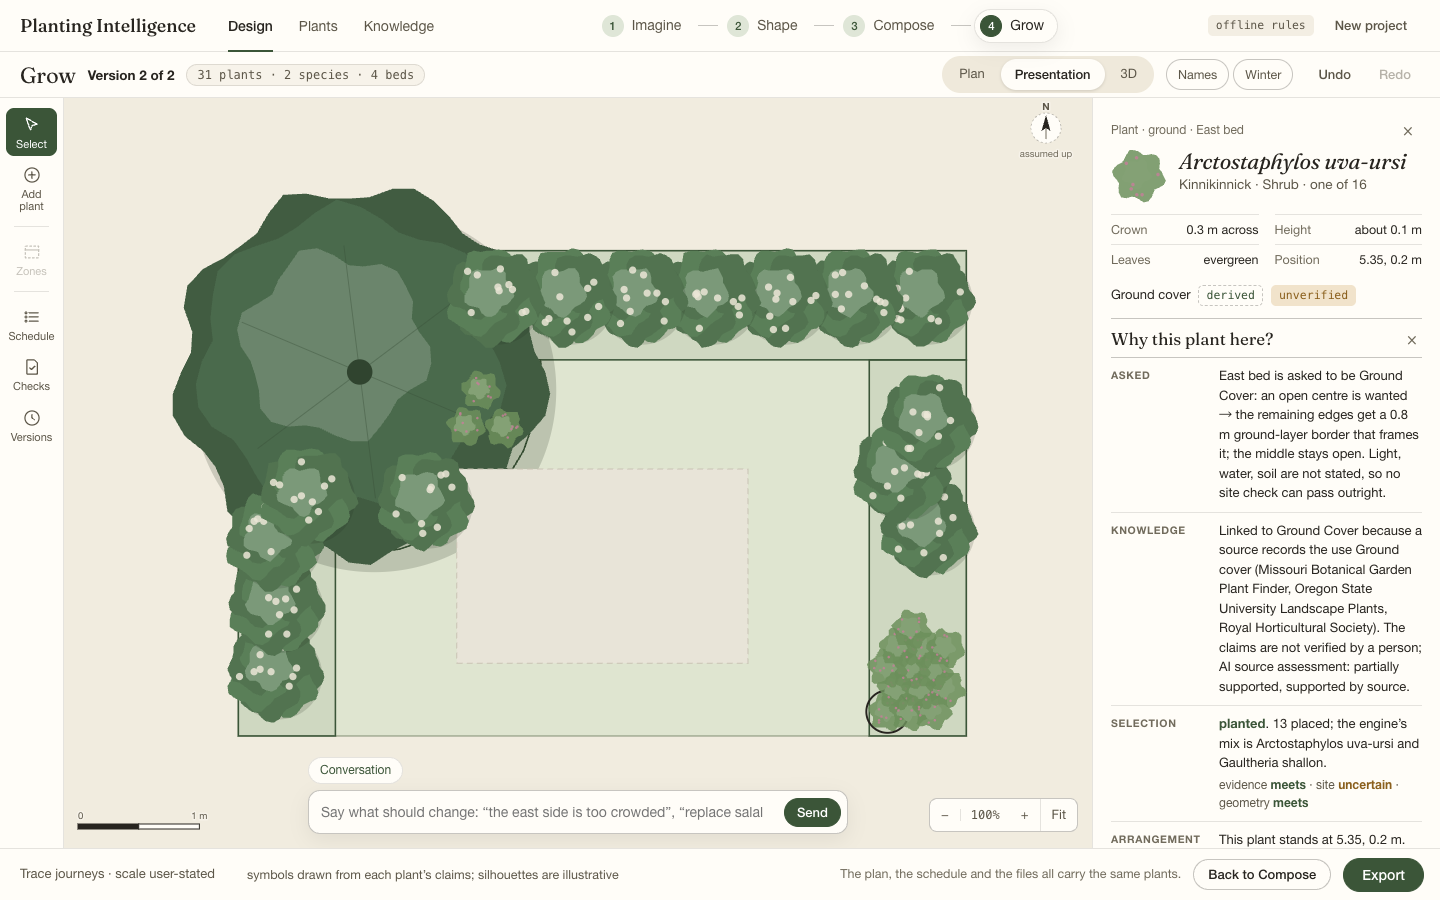 Planting Intelligence
Design
Plants
Knowledge
1 Imagine
2 Shape
3 Compose
4 Grow
offline rules
New project
Grow
Version 2 of 2
31 plants · 2 species · 4 beds
Plan
Presentation
3D
Names
Winter
Undo
Redo
Select
Add
plant
Zones
Schedule
Checks
Versions
N
assumed up
Plant · ground · East bed
×
Arctostaphylos uva-ursi
Kinnikinnick · Shrub · one of 16
Crown 0.3 m across
Height about 0.1 m
Leaves evergreen
Position 5.35, 0.2 m
Ground cover derived unverified
Why this plant here? ×
ASKED
East bed is asked to be Ground
Cover: an open centre is wanted
→ the remaining edges get a 0.8
m ground-layer border that frames
it; the middle stays open. Light,
water, soil are not stated, so no
site check can pass outright.
KNOWLEDGE
Linked to Ground Cover because a
source records the use Ground
cover (Missouri Botanical Garden
Plant Finder, Oregon State
University Landscape Plants,
Royal Horticultural Society). The
claims are not verified by a person;
AI source assessment: partially
supported, supported by source.
SELECTION
planted. 13 placed; the engine's
mix is Arctostaphylos uva-ursi and
Gaultheria shallon.
evidence meets · site uncertain ·
geometry meets
ARRANGEMENT
This plant stands at 5.35, 0.2 m.
Conversation
Say what should change: “the east side is too crowded”, “replace salal
Send
0 1 m
− 100% + Fit
Trace journeys · scale user-stated
symbols drawn from each plant's claims; silhouettes are illustrative
The plan, the schedule and the files all carry the same plants.
Back to Compose
Export